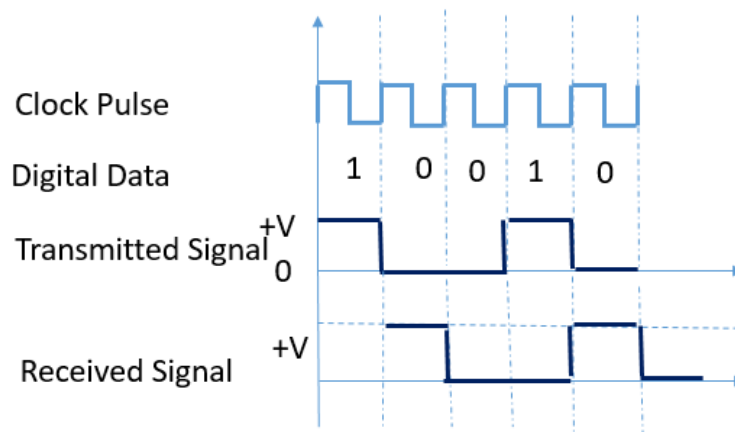 Clock Pulse
Digital Data 1 0 0 1 0
+V
Transmitted Signal
0
+V
Received Signal